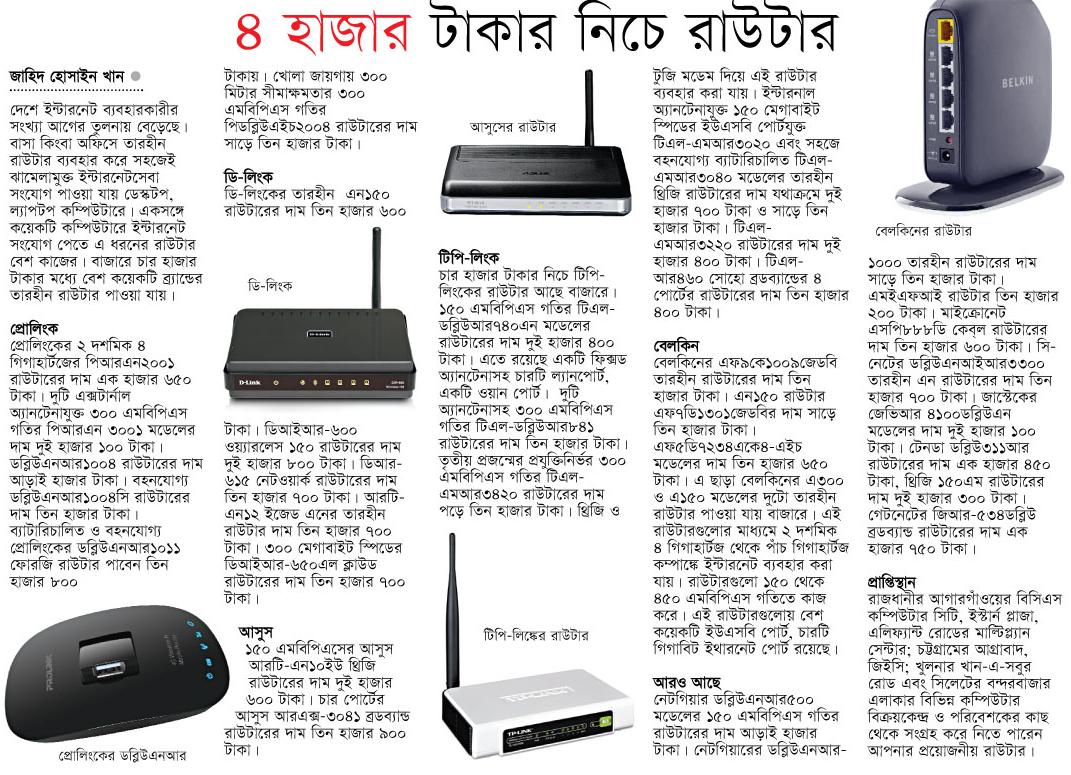 ৪ হাজার টাকার নিচে রাউটার
জাহিদ হোসাইন খান
দেশে ইন্টারনেট ব্যবহারকারীর
সংখ্যা আগের তুলনায় বেড়েছে।
বাসা কিংবা অফিসে তারহীন
রাউটার ব্যবহার করে সহজেই
ঝামেলামুক্ত ইন্টারনেটসেবা
সংযোগ পাওয়া যায় ডেস্কটপ,
ল্যাপটপ কম্পিউটারে। একসঙ্গে
কয়েকটি কম্পিউটারে ইন্টারনেট
সংযোগ পেতে এ ধরনের রাউটার
বেশ কাজের। বাজারে চার হাজার
টাকার মধ্যে বেশ কয়েকটি ব্র্যান্ডের
তারহীন রাউটার পাওয়া যায়।
প্রোলিংক
প্রোলিংকের ২ দশমিক ৪
গিগাহার্টজের পিআরএন২০০১
রাউটারের দাম এক হাজার ৬৫০
টাকা। দুটি এক্সটার্নাল
অ্যানটেনাযুক্ত ৩০০ এমবিপিএস
গতির পিআরএন ৩০০১ মডেলের
দাম দুই হাজার ১০০ টাকা।
ডব্লিউএনআর১০০৪ রাউটারের দাম
আড়াই হাজার টাকা। বহনযোগ্য
ডব্লিউএনআর১০০৪সি রাউটারের
দাম তিন হাজার টাকা।
ব্যাটারিচালিত ও বহনযোগ্য
প্রোলিংকের ডব্লিউএনআর১০১১
ফোরজি রাউটার পাবেন তিন
হাজার ৮০০
PROLINK
প্রোলিংকের ডব্লিউএনআর
টাকায়। খোলা জায়গায় ৩০০
মিটার সীমাক্ষমতার ৩০০
এমবিপিএস গতির
পিডব্লিউএইচ২০০৪ রাউটারের দাম
সাড়ে তিন হাজার টাকা।
ডি-লিংক
ডি-লিংকের তারহীন এন১৫০
রাউটারের দাম তিন হাজার ৬০০
ডি-লিংক
D-Link
D-Link
টাকা। ডিআইআর-৬০০
ওয়্যারলেস ১৫০ রাউটারের দাম
দুই হাজার ৮০০ টাকা। ডিআর-
৬১৫ নেটওয়ার্ক রাউটারের দাম
তিন হাজার ৭০০ টাকা। আরটি-
এন১২ ইজেড এনের তারহীন
রাউটার দাম তিন হাজার ৭০০
টাকা। ৩০০ মেগাবাইট স্পিডের
ডিআইআর-৬৫০এল ক্লাউড
রাউটারের দাম তিন হাজার ৭০০
টাকা।
আসুস
১৫০ এমবিপিএসের আসুস
আরটি-এন১০ইউ থ্রিজি
রাউটারের দাম দুই হাজার
৬০০ টাকা। চার পোর্টের
আসুস আরএক্স-৩০৪১ ব্রডব্যান্ড
রাউটারের দাম তিন হাজার ৯০০
টাকা।
আসুসের রাউটার
ASUS
টিপি-লিংক
চার হাজার টাকার নিচে টিপি-
লিংকের রাউটার আছে বাজারে।
১৫০ এমবিপিএস গতির টিএল-
ডব্লিউআর৭৪০এন মডেলের
রাউটারের দাম দুই হাজার ৪০০
টাকা। এতে রয়েছে একটি ফিক্সড
অ্যানটেনাসহ চারটি ল্যানপোর্ট,
একটি ওয়ান পোর্ট। দুটি
অ্যানটেনাসহ ৩০০ এমবিপিএস
গতির টিএল-ডব্লিউআর৮৪১
রাউটারের দাম তিন হাজার টাকা।
তৃতীয় প্রজন্মের প্রযুক্তিনির্ভর ৩০০
এমবিপিএস গতির টিএল-
এমআর৩৪২০ রাউটারের দাম
পড়ে তিন হাজার টাকা। থ্রিজি ও
টিপি-লিঙ্কের রাউটার
TP-LINK
TP-LINK
টুজি মডেম দিয়ে এই রাউটার
ব্যবহার করা যায়। ইন্টারনাল
অ্যানটেনাযুক্ত ১৫০ মেগাবাইট
স্পিডের ইউএসবি পোর্টযুক্ত
টিএল-এমআর৩০২০ এবং সহজে
বহনযোগ্য ব্যাটারিচালিত টিএল-
এমআর৩০৪০ মডেলের তারহীন
থ্রিজি রাউটারের দাম যথাক্রমে দুই
হাজার ৭০০ টাকা ও সাড়ে তিন
হাজার টাকা। টিএল-
এমআর৩২২০ রাউটারের দাম দুই
হাজার ৪০০ টাকা। টিএল-
আর৪৬০ সোহো ব্রডব্যান্ডের ৪
পোর্টের রাউটারের দাম তিন হাজার
৪০০ টাকা।
বেলকিন
বেলকিনের এফ৯কে১০০৯জেডবি
তারহীন রাউটারের দাম তিন
হাজার টাকা। এন১৫০ রাউটার
এফ৭ডি১৩০১জেডবির দাম সাড়ে
তিন হাজার টাকা।
এফ৫ডি৭২৩৪একে৪-এইচ
মডেলের দাম তিন হাজার ৬৫০
টাকা। এ ছাড়া বেলকিনের এ৩০০
ও এ১৫০ মডেলের দুটো তারহীন
রাউটার পাওয়া যায় বাজারে। এই
রাউটারগুলোর মাধ্যমে ২ দশমিক
৪ গিগাহার্টজ থেকে পাঁচ গিগাহার্টজ
কম্পাঙ্কে ইন্টারনেট ব্যবহার করা
যায়। রাউটারগুলো ১৫০ থেকে
৪৫০ এমবিপিএস গতিতে কাজ
করে। এই রাউটারগুলোয় বেশ
কয়েকটি ইউএসবি পোর্ট, চারটি
গিগাবিট ইথারনেট পোর্ট রয়েছে।
আরও আছে
নেটগিয়ার ডব্লিউএনআর৫০০
মডেলের ১৫০ এমবিপিএস গতির
রাউটারের দাম আড়াই হাজার
টাকা। নেটগিয়ারের ডব্লিউএনআর-
BELKIN
বেলকিনের রাউটার
১০০০ তারহীন রাউটারের দাম
সাড়ে তিন হাজার টাকা।
এমইএফআই রাউটার তিন হাজার
২০০ টাকা। মাইক্রোনেট
এসপি৮৮৮ডি কেবল রাউটারের
দাম তিন হাজার ৬০০ টাকা। সি-
নেটের ডব্লিউএনআইআর৩৩০০
তারহীন এন রাউটারের দাম তিন
হাজার ৭০০ টাকা। জাস্টেকের
জেভিআর ৪১০০ডব্লিউএন
মডেলের দাম দুই হাজার ১০০
টাকা। টেনডা ডব্লিউ৩১১আর
রাউটারের দাম এক হাজার ৪৫০
টাকা, থ্রিজি ১৫০এম রাউটারের
দাম দুই হাজার ৩০০ টাকা।
গেটনেটের জিআর-৫৩৪ডব্লিউ
ব্রডব্যান্ড রাউটারের দাম এক
হাজার ৭৫০ টাকা।
প্রাপ্তিস্থান
রাজধানীর আগারগাঁওয়ের বিসিএস
কম্পিউটার সিটি, ইস্টার্ন প্লাজা,
এলিফ্যান্ট রোডের মাল্টিপ্ল্যান
সেন্টার; চট্টগ্রামের আগ্রাবাদ,
জিইসি; খুলনার খান-এ-সবুর
রোড এবং সিলেটের বন্দরবাজার
এলাকার বিভিন্ন কম্পিউটার
বিক্রয়কেন্দ্র ও পরিবেশকের কাছ
থেকে সংগ্রহ করে নিতে পারেন
আপনার প্রয়োজনীয় রাউটার।